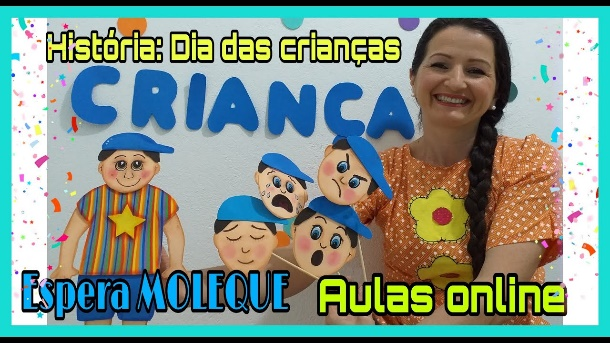 História: Dia das crianças
CRIANÇA
Espera MOLEQUE
Aulas online